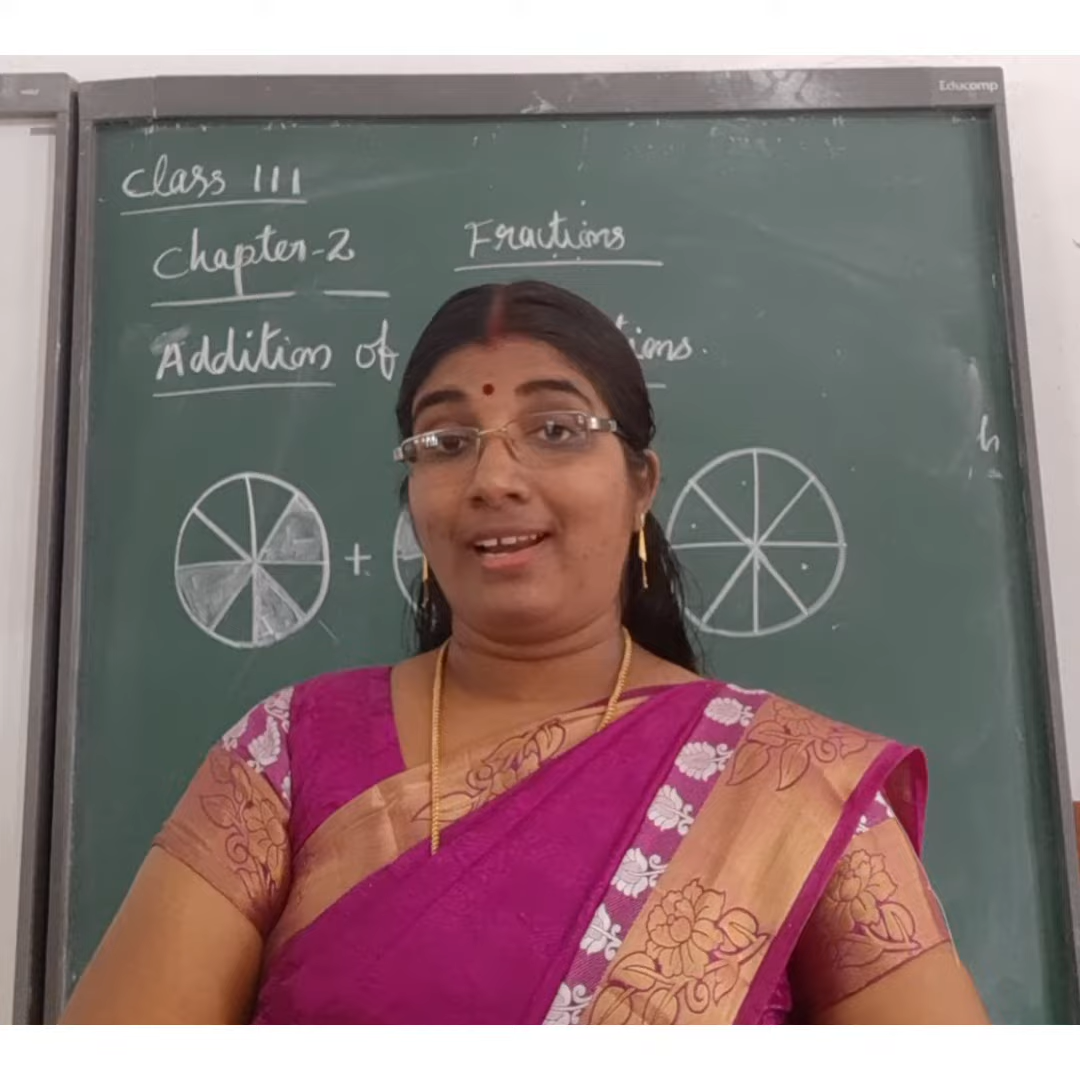 Educomp
Class III
Chapter-2 Fractions
Addition of
+